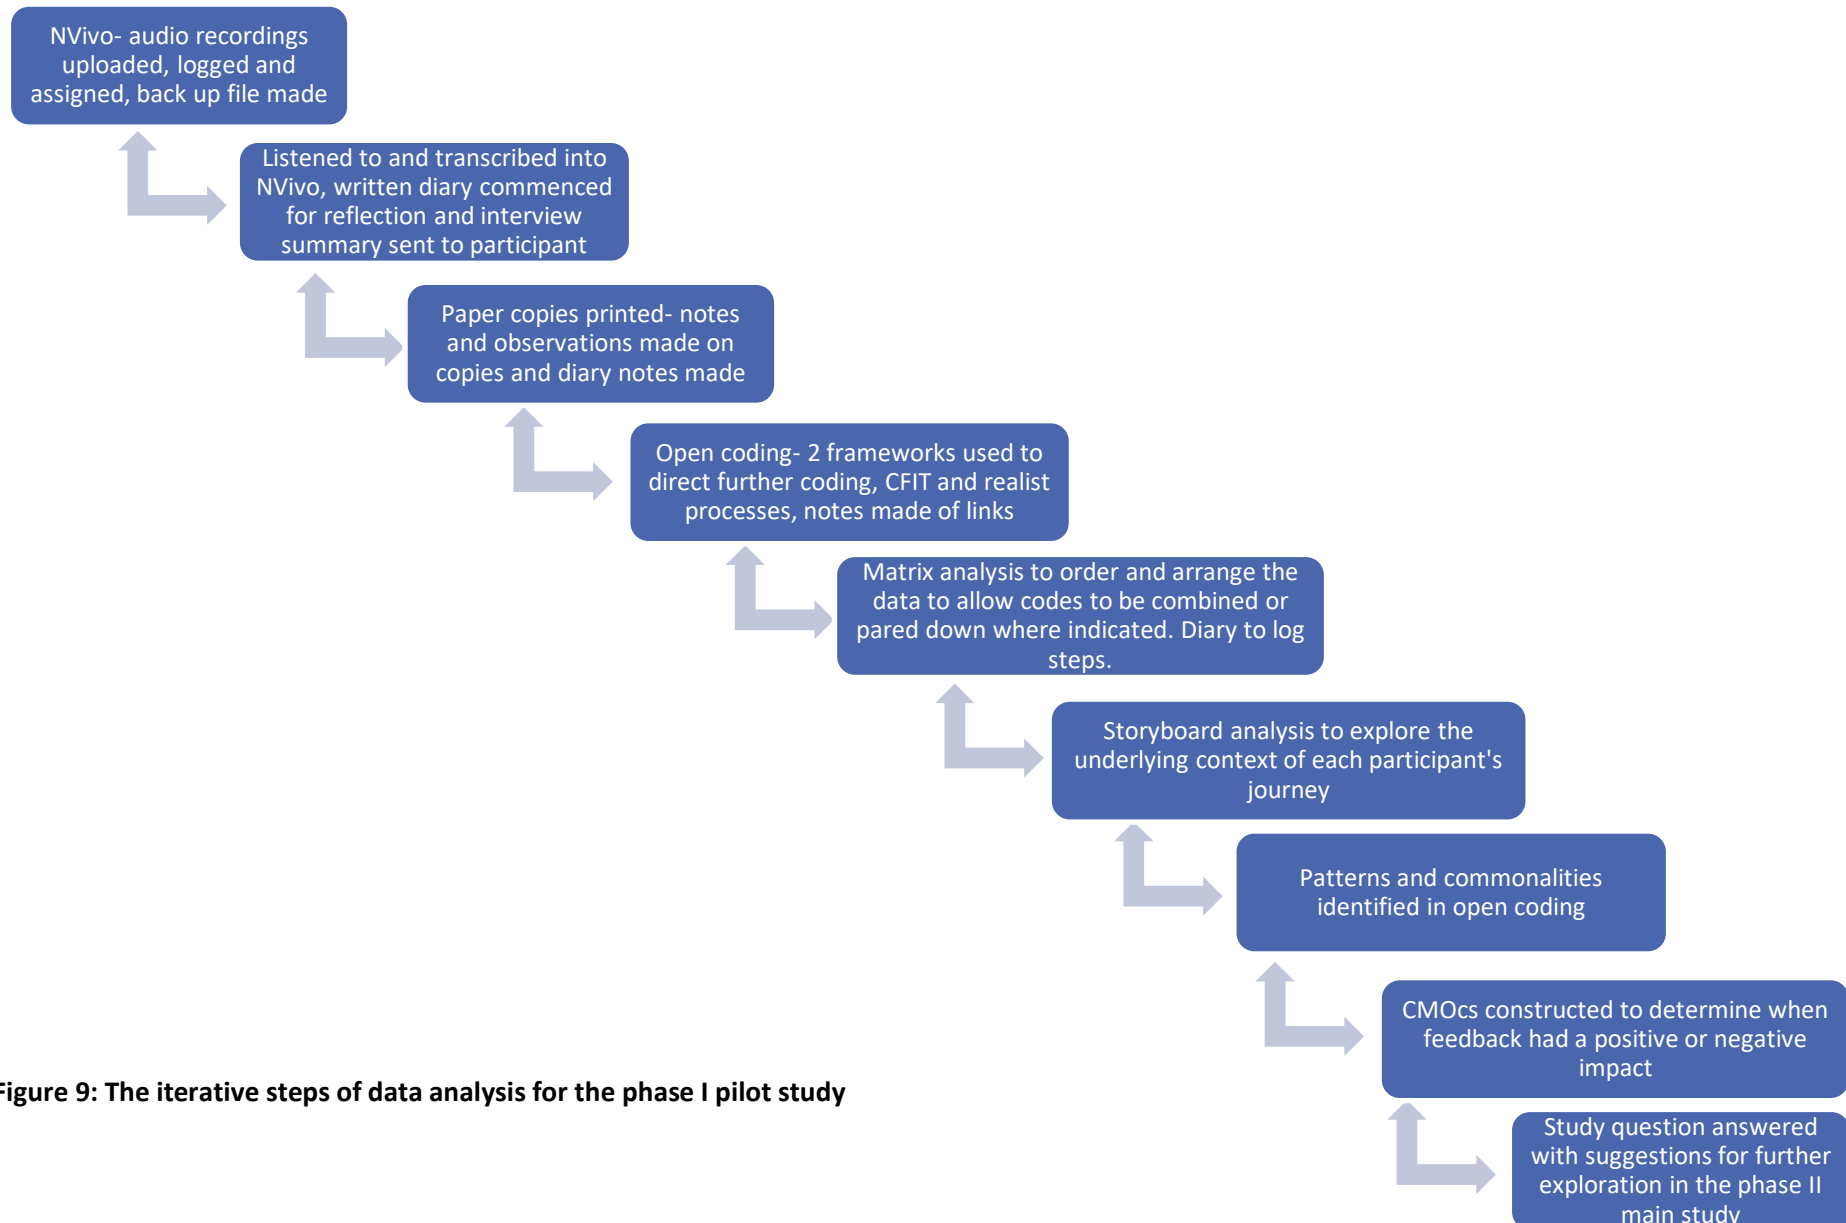 NVivo- audio recordings
uploaded, logged and
assigned, back up file made
Listened to and transcribed into
NVivo, written diary commenced
for reflection and interview
summary sent to participant
Paper copies printed- notes
and observations made on
copies and diary notes made
Open coding- 2 frameworks used to
direct further coding, CFIT and realist
processes, notes made of links
Matrix analysis to order and arrange the
data to allow codes to be combined or
pared down where indicated. Diary to log
steps.
Storyboard analysis to explore the
underlying context of each participant's
journey
Patterns and commonalities
identified in open coding
CMOcs constructed to determine when
feedback had a positive or negative
impact
Study question answered
with suggestions for further
exploration in the phase II
main study
Figure 9: The iterative steps of data analysis for the phase I pilot study